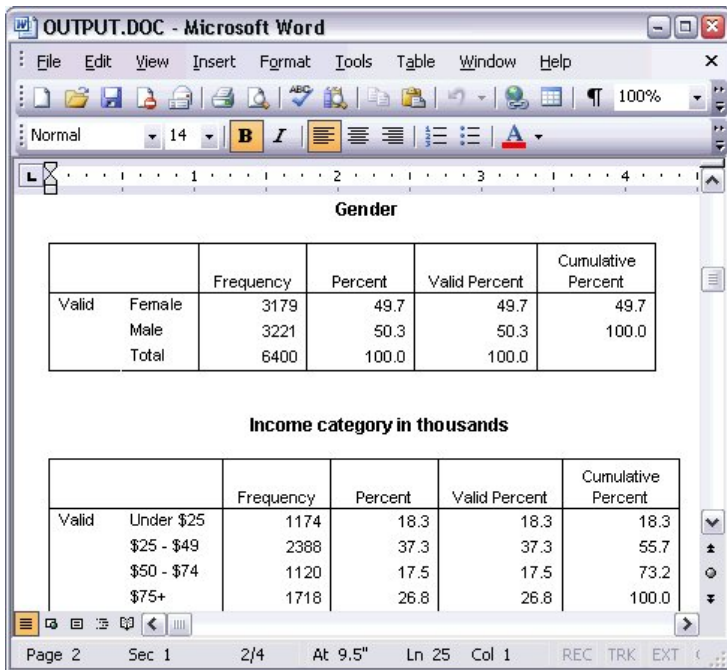 OUTPUT.DOC - Microsoft Word
File Edit View Insert Format Tools Table Window Help
ABC 100%
Normal 14 B I A
1 2 3 4
Gender
Frequency Percent Valid Percent Cumulative Percent
Valid Female 3179 49.7 49.7 49.7
Male 3221 50.3 50.3 100.0
Total 6400 100.0 100.0
Income category in thousands
Frequency Percent Valid Percent Cumulative Percent
Valid Under $25 1174 18.3 18.3 18.3
$25 - $49 2388 37.3 37.3 55.7
$50 - $74 1120 17.5 17.5 73.2
$75+ 1718 26.8 26.8 100.0
Page 2 Sec 1 2/4 At 9.5" Ln 25 Col 1 REC TRK EXT